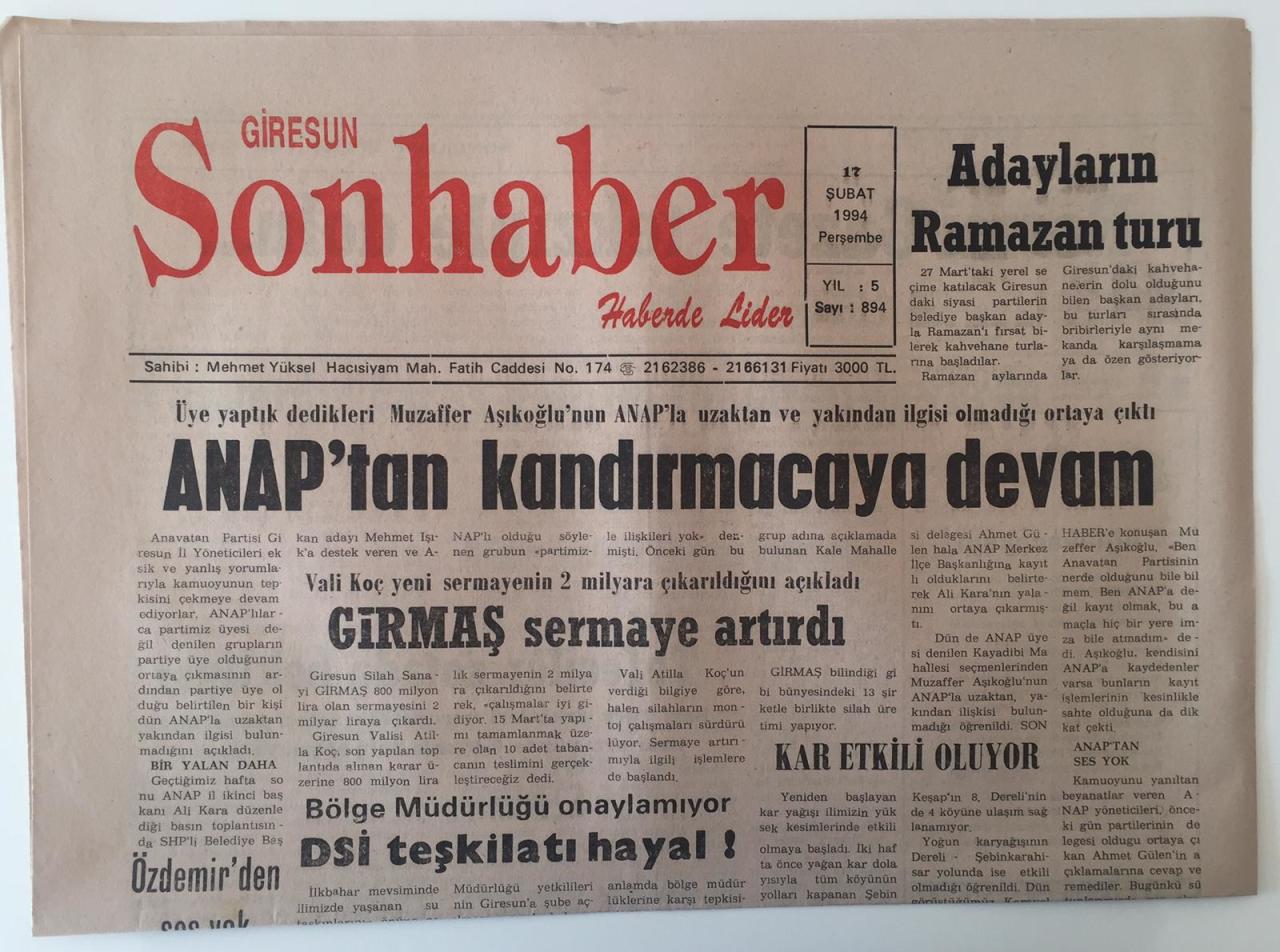 GİRESUN
Sonhaber
Haberde Lider
17
ŞUBAT
1994
Perşembe
YIL : 5
Sayı : 894
Sahibi : Mehmet Yüksel Hacısiyam Mah. Fatih Caddesi No. 174 ☏ 2162386 - 2166131 Fiyatı 3000 TL.
Adayların
Ramazan turu
27 Mart'taki yerel se
çime katılacak Giresun
daki siyasi partilerin
belediye başkan aday-
la Ramazan'ı fırsat bi-
lerek kahvehane turla-
rına başladılar.
Ramazan aylarında
Giresun'daki kahveha-
nelerin dolu olduğunu
bilen başkan adayları,
bu turları sırasında
bribirleriyle aynı me-
kanda karşılaşmama
ya da özen gösteriyor-
lar.
Üye yaptık dedikleri Muzaffer Aşıkoğlu'nun ANAP'la uzaktan ve yakından ilgisi olmadığı ortaya çıktı
ANAP'tan kandırmacaya devam
Anavatan Partisi Gi
resun İl Yöneticileri ek
sik ve yanlış yorumla-
rıyla kamuoyunun tep-
kisini çekmeye devam
ediyorlar. ANAP'lılar-
ca partimiz üyesi de-
ğil denilen grupların
partiye üye olduğunun
ortaya çıkmasının ar-
dından partiye üye ol
duğu belirtilen bir kişi
dün ANAP'la uzaktan
yakından ilgisi bulun-
madığını açıkladı.
BİR YALAN DAHA
Geçtiğimiz hafta so
nu ANAP il ikinci baş
kanı Ali Kara düzenle
diği basın toplantısın-
da SHP'li Belediye Baş
kan adayı Mehmet Işı-
k'a destek veren ve A-
NAP'lı olduğu söyle-
nen grubun «partimiz-
le ilişkileri yok» den-
mişti. Önceki gün bu
grup adına açıklamada
bulunan Kale Mahalle
si delegesi Ahmet Gü-
len hala ANAP Merkez
İlçe Başkanlığına kayıt
lı olduklarını belirte-
rek Ali Kara'nın yala-
nını ortaya çıkarmış-
tı.
Dün de ANAP üye
si denilen Kayadibi Ma
hallesi seçmenlerinden
Muzaffer Aşıkoğlu'nun
ANAP'la uzaktan, ya-
kından ilişkisi bulun-
madığı öğrenildi. SON
HABER'e konuşan Mu
zeffer Aşıkoğlu, «Ben
Anavatan Partisinin
nerde olduğunu bile bil
mem. Ben ANAP'a de-
ğil kayıt olmak, bu a
maçla hiç bir yere im-
za bile atmadım» de-
di. Aşıkoğlu, kendisini
ANAP'a kaydedenler
varsa bunların kayıt
işlemlerinin kesinlikle
sahte olduğuna da dik
kat çekti.
ANAP'TAN
SES YOK
Kamuoyunu yanıltan
beyanatlar veren A-
NAP yöneticileri, önce-
ki gün partilerinin de
legesi oldugu ortaya çı
kan Ahmet Gülen'in a
çıklamalarına cevap ve
remediler. Bugünkü sü
Vali Koç yeni sermayenin 2 milyara çıkarıldığını açıkladı
GİRMAŞ sermaye artırdı
Giresun Silah Sana-
yi GİRMAŞ 800 milyon
lira olan sermayesini 2
milyar liraya çıkardı.
Giresun Valisi Atil-
la Koç, son yapılan top
lantıda alınan karar ü-
zerine 800 milyon lira
lık sermayenin 2 milya
ra çıkarıldığını belirte
rek, «çalışmalar iyi gi-
diyor. 15 Mart'ta yapı-
mı tamamlanmak üze-
re olan 10 adet taban-
canın teslimini gerçek-
leştireceğiz dedi.
Vali Atilla Koç'un
verdiği bilgiye göre,
halen silahların mon-
toj çalışmaları sürdürü
lüyor. Sermaye artırı-
mıyla ilgili işlemlere
de başlandı.
GİRMAŞ bilindiği gi
bi bünyesindeki 13 şir
ketle birlikte silah üre
timi yapıyor.
KAR ETKİLİ OLUYOR
Yeniden başlayan
kar yağışı ilimizin yük
sek kesimlerinde etkili
olmaya başladı. İki haf
ta önce yağan kar dola
yısıyla tüm köyünün
yolları kapanan Şebin
Keşap'ın 8, Dereli'nin
de 4 köyüne ulaşım sağ
lanamıyor.
Yoğun karyağışının
Dereli - Şebinkarahi-
sar yolunda ise etkili
olmadığı öğrenildi. Dün
Bölge Müdürlüğü onaylamıyor
DSİ teşkilatı hayal !
İlkbahar mevsiminde
ilimizde yaşanan su
Müdürlüğü yetkilileri
nin Giresun'a şube aç-
anlamda bölge müdür
lüklerine karşı tepkisi-
Özdemir'den
ses yok